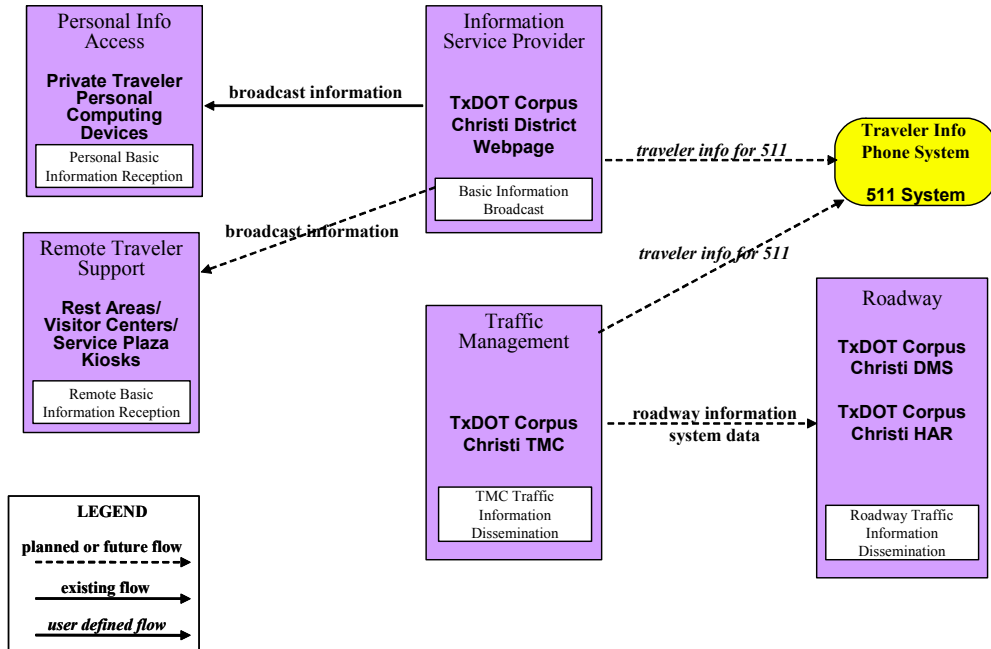 Personal Info
Access
Private Traveler
Personal
Computing
Devices
Personal Basic
Information Reception
broadcast information
Information
Service Provider
TxDOT Corpus
Christi District
Webpage
Basic Information
Broadcast
traveler info for 511
Traveler Info
Phone System
511 System
broadcast information
Remote Traveler
Support
Rest Areas/
Visitor Centers/
Service Plaza
Kiosks
Remote Basic
Information Reception
traveler info for 511
Traffic
Management
TxDOT Corpus
Christi TMC
TMC Traffic
Information
Dissemination
roadway information
system data
Roadway
TxDOT Corpus
Christi DMS
TxDOT Corpus
Christi HAR
Roadway Traffic
Information
Dissemination
LEGEND
planned or future flow
existing flow
user defined flow